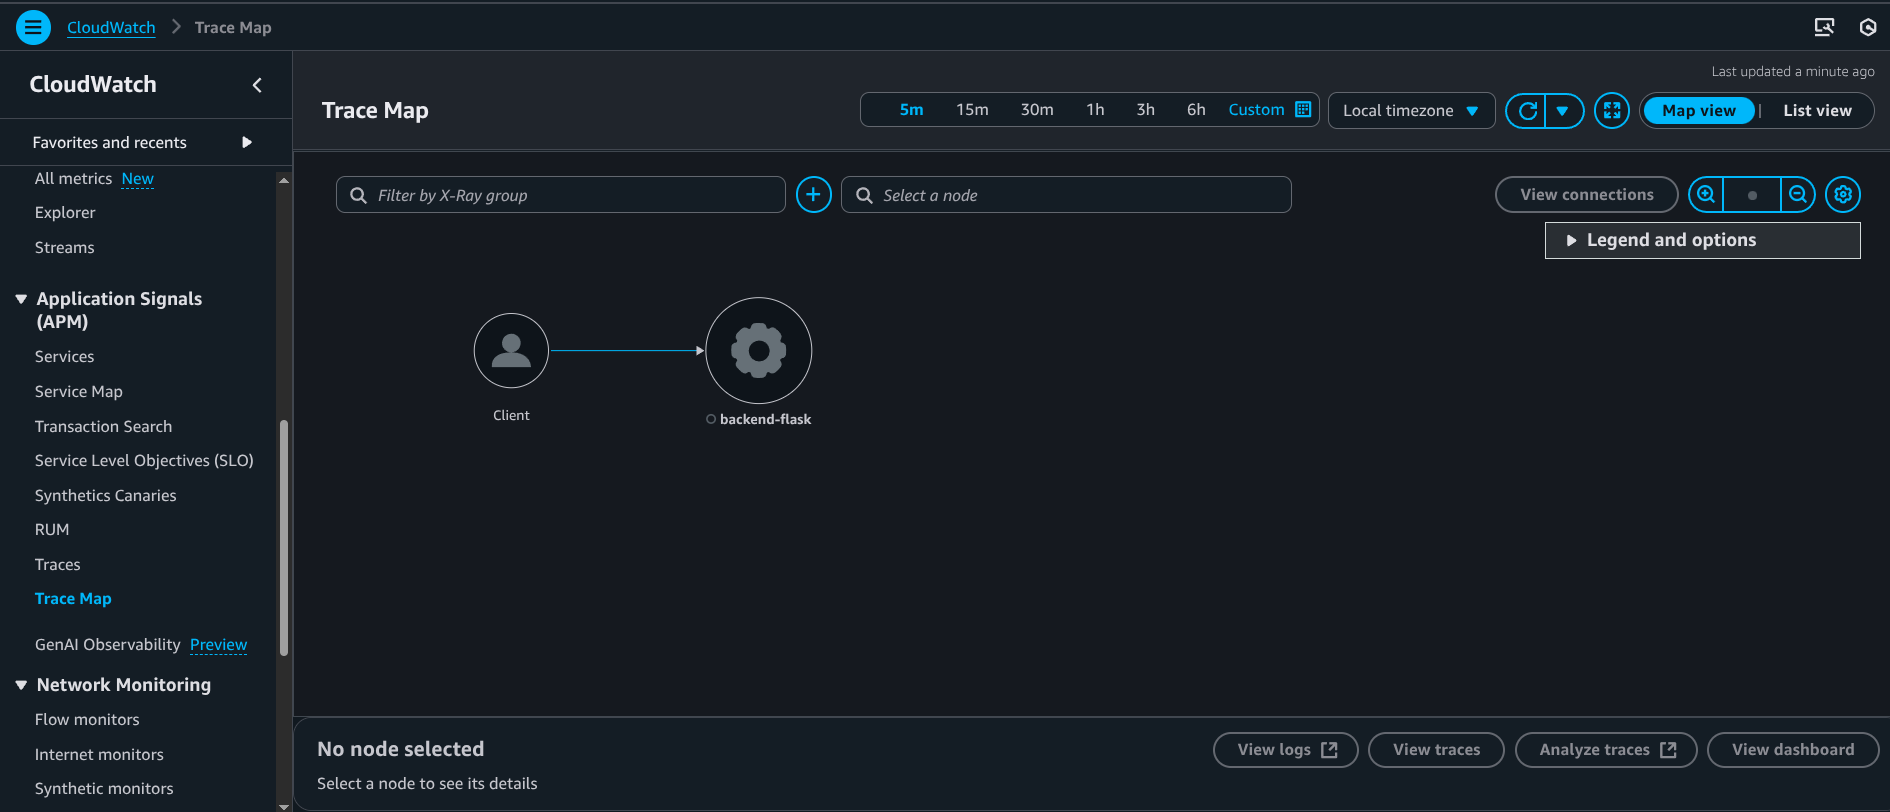 CloudWatch > Trace Map
CloudWatch
Last updated a minute ago
Trace Map
5m 15m 30m 1h 3h 6h Custom
Local timezone
Map view | List view
Favorites and recents
All metrics New
Explorer
Streams
Application Signals
(APM)
Services
Service Map
Transaction Search
Service Level Objectives (SLO)
Synthetics Canaries
RUM
Traces
Trace Map
GenAI Observability Preview
Network Monitoring
Flow monitors
Internet monitors
Synthetic monitors
Filter by X-Ray group
Select a node
View connections
Legend and options
Client
backend-flask
No node selected
Select a node to see its details
View logs
View traces
Analyze traces
View dashboard